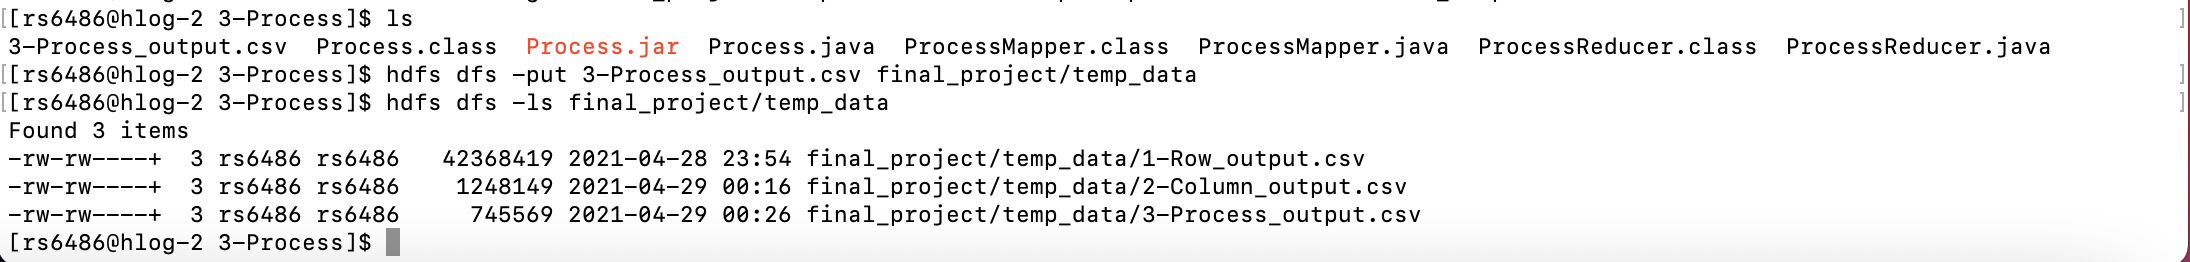 [[rs6486@hlog-2 3-Process]$ ls ]
3-Process_output.csv  Process.class  Process.jar  Process.java  ProcessMapper.class  ProcessMapper.java  ProcessReducer.class  ProcessReducer.java
[[rs6486@hlog-2 3-Process]$ hdfs dfs -put 3-Process_output.csv final_project/temp_data ]
[[rs6486@hlog-2 3-Process]$ hdfs dfs -ls final_project/temp_data ]
Found 3 items
-rw-rw----+  3 rs6486 rs6486   42368419 2021-04-28 23:54 final_project/temp_data/1-Row_output.csv
-rw-rw----+  3 rs6486 rs6486    1248149 2021-04-29 00:16 final_project/temp_data/2-Column_output.csv
-rw-rw----+  3 rs6486 rs6486     745569 2021-04-29 00:26 final_project/temp_data/3-Process_output.csv
[rs6486@hlog-2 3-Process]$